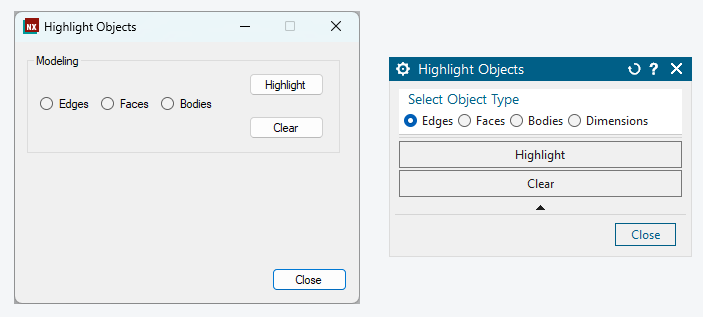 NX Highlight Objects
Modeling
Edges Faces Bodies
Highlight
Clear
Close
Highlight Objects ?
Select Object Type
Edges Faces Bodies Dimensions
Highlight
Clear
Close